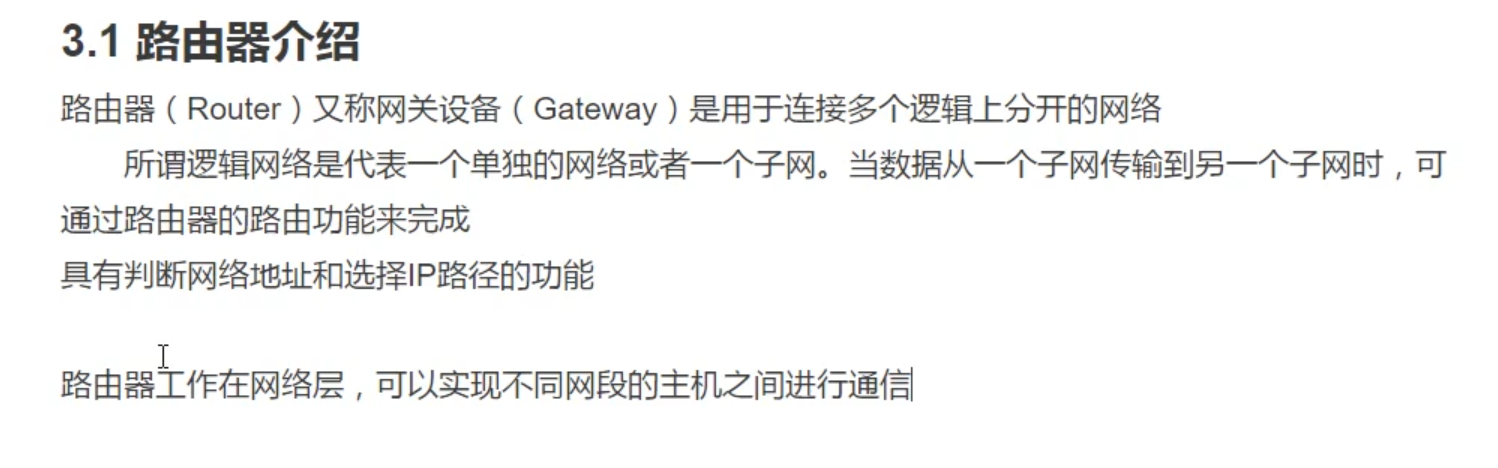 3.1 路由器介绍
路由器（Router）又称网关设备（Gateway）是用于连接多个逻辑上分开的网络
所谓逻辑网络是代表一个单独的网络或者一个子网。当数据从一个子网传输到另一个子网时，可
通过路由器的路由功能来完成
具有判断网络地址和选择IP路径的功能
路由器工作在网络层，可以实现不同网段的主机之间进行通信